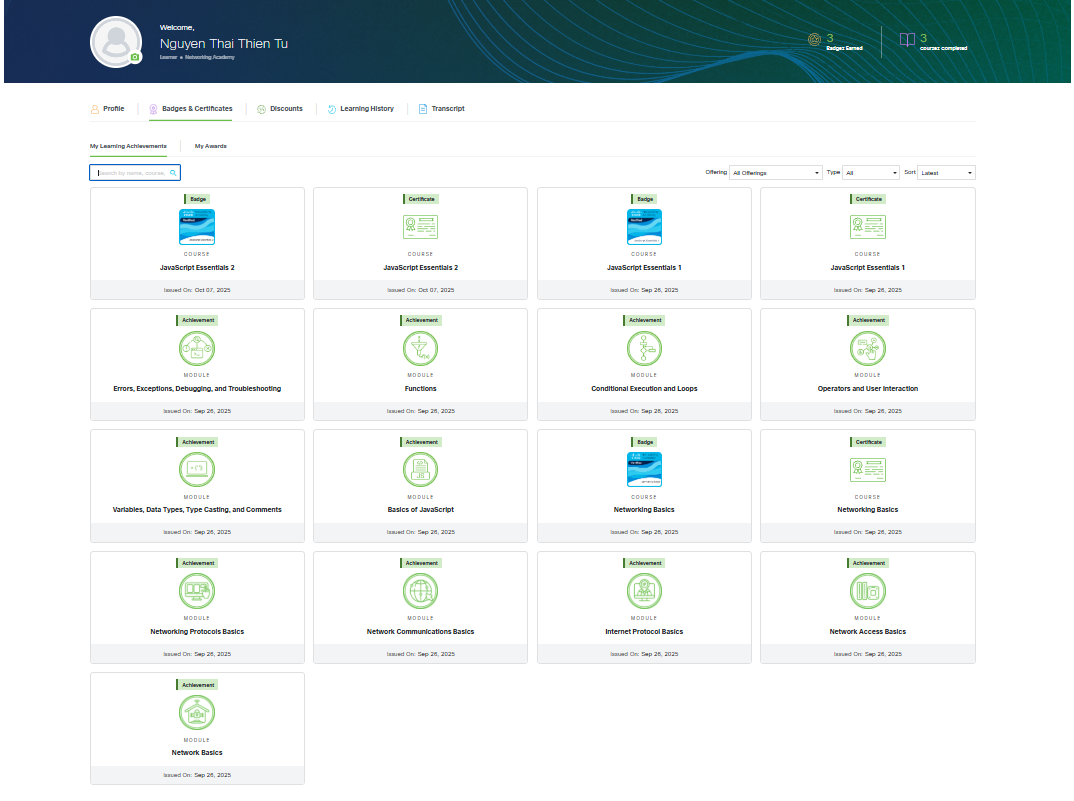 Welcome,
Nguyen Thai Thien Tu
Learner • Networking Academy
3
Badges Earned
3
courses completed
Profile
Badges & Certificates
Discounts
Learning History
Transcript
My Learning Achievements
My Awards
Search by name, course,
Offering
All Offerings
Type
All
Sort
Latest
Badge
COURSE
JavaScript Essentials 2
Issued On: Oct 07, 2025
Certificate
COURSE
JavaScript Essentials 2
Issued On: Oct 07, 2025
Badge
COURSE
JavaScript Essentials 1
Issued On: Sep 28, 2025
Certificate
COURSE
JavaScript Essentials 1
Issued On: Sep 28, 2025
Achievement
MODULE
Errors, Exceptions, Debugging, and Troubleshooting
Issued On: Sep 26, 2025
Achievement
MODULE
Functions
Issued On: Sep 26, 2025
Achievement
MODULE
Conditional Execution and Loops
Issued On: Sep 26, 2025
Achievement
MODULE
Operators and User Interaction
Issued On: Sep 26, 2025
Achievement
MODULE
Variables, Data Types, Type Casting, and Comments
Issued On: Sep 26, 2025
Achievement
MODULE
Basics of JavaScript
Issued On: Sep 26, 2025
Badge
COURSE
Networking Basics
Issued On: Sep 26, 2025
Certificate
COURSE
Networking Basics
Issued On: Sep 26, 2025
Achievement
MODULE
Networking Protocols Basics
Issued On: Sep 26, 2025
Achievement
MODULE
Network Communications Basics
Issued On: Sep 26, 2025
Achievement
MODULE
Internet Protocol Basics
Issued On: Sep 26, 2025
Achievement
MODULE
Network Access Basics
Issued On: Sep 26, 2025
Achievement
MODULE
Network Basics
Issued On: Sep 26, 2025